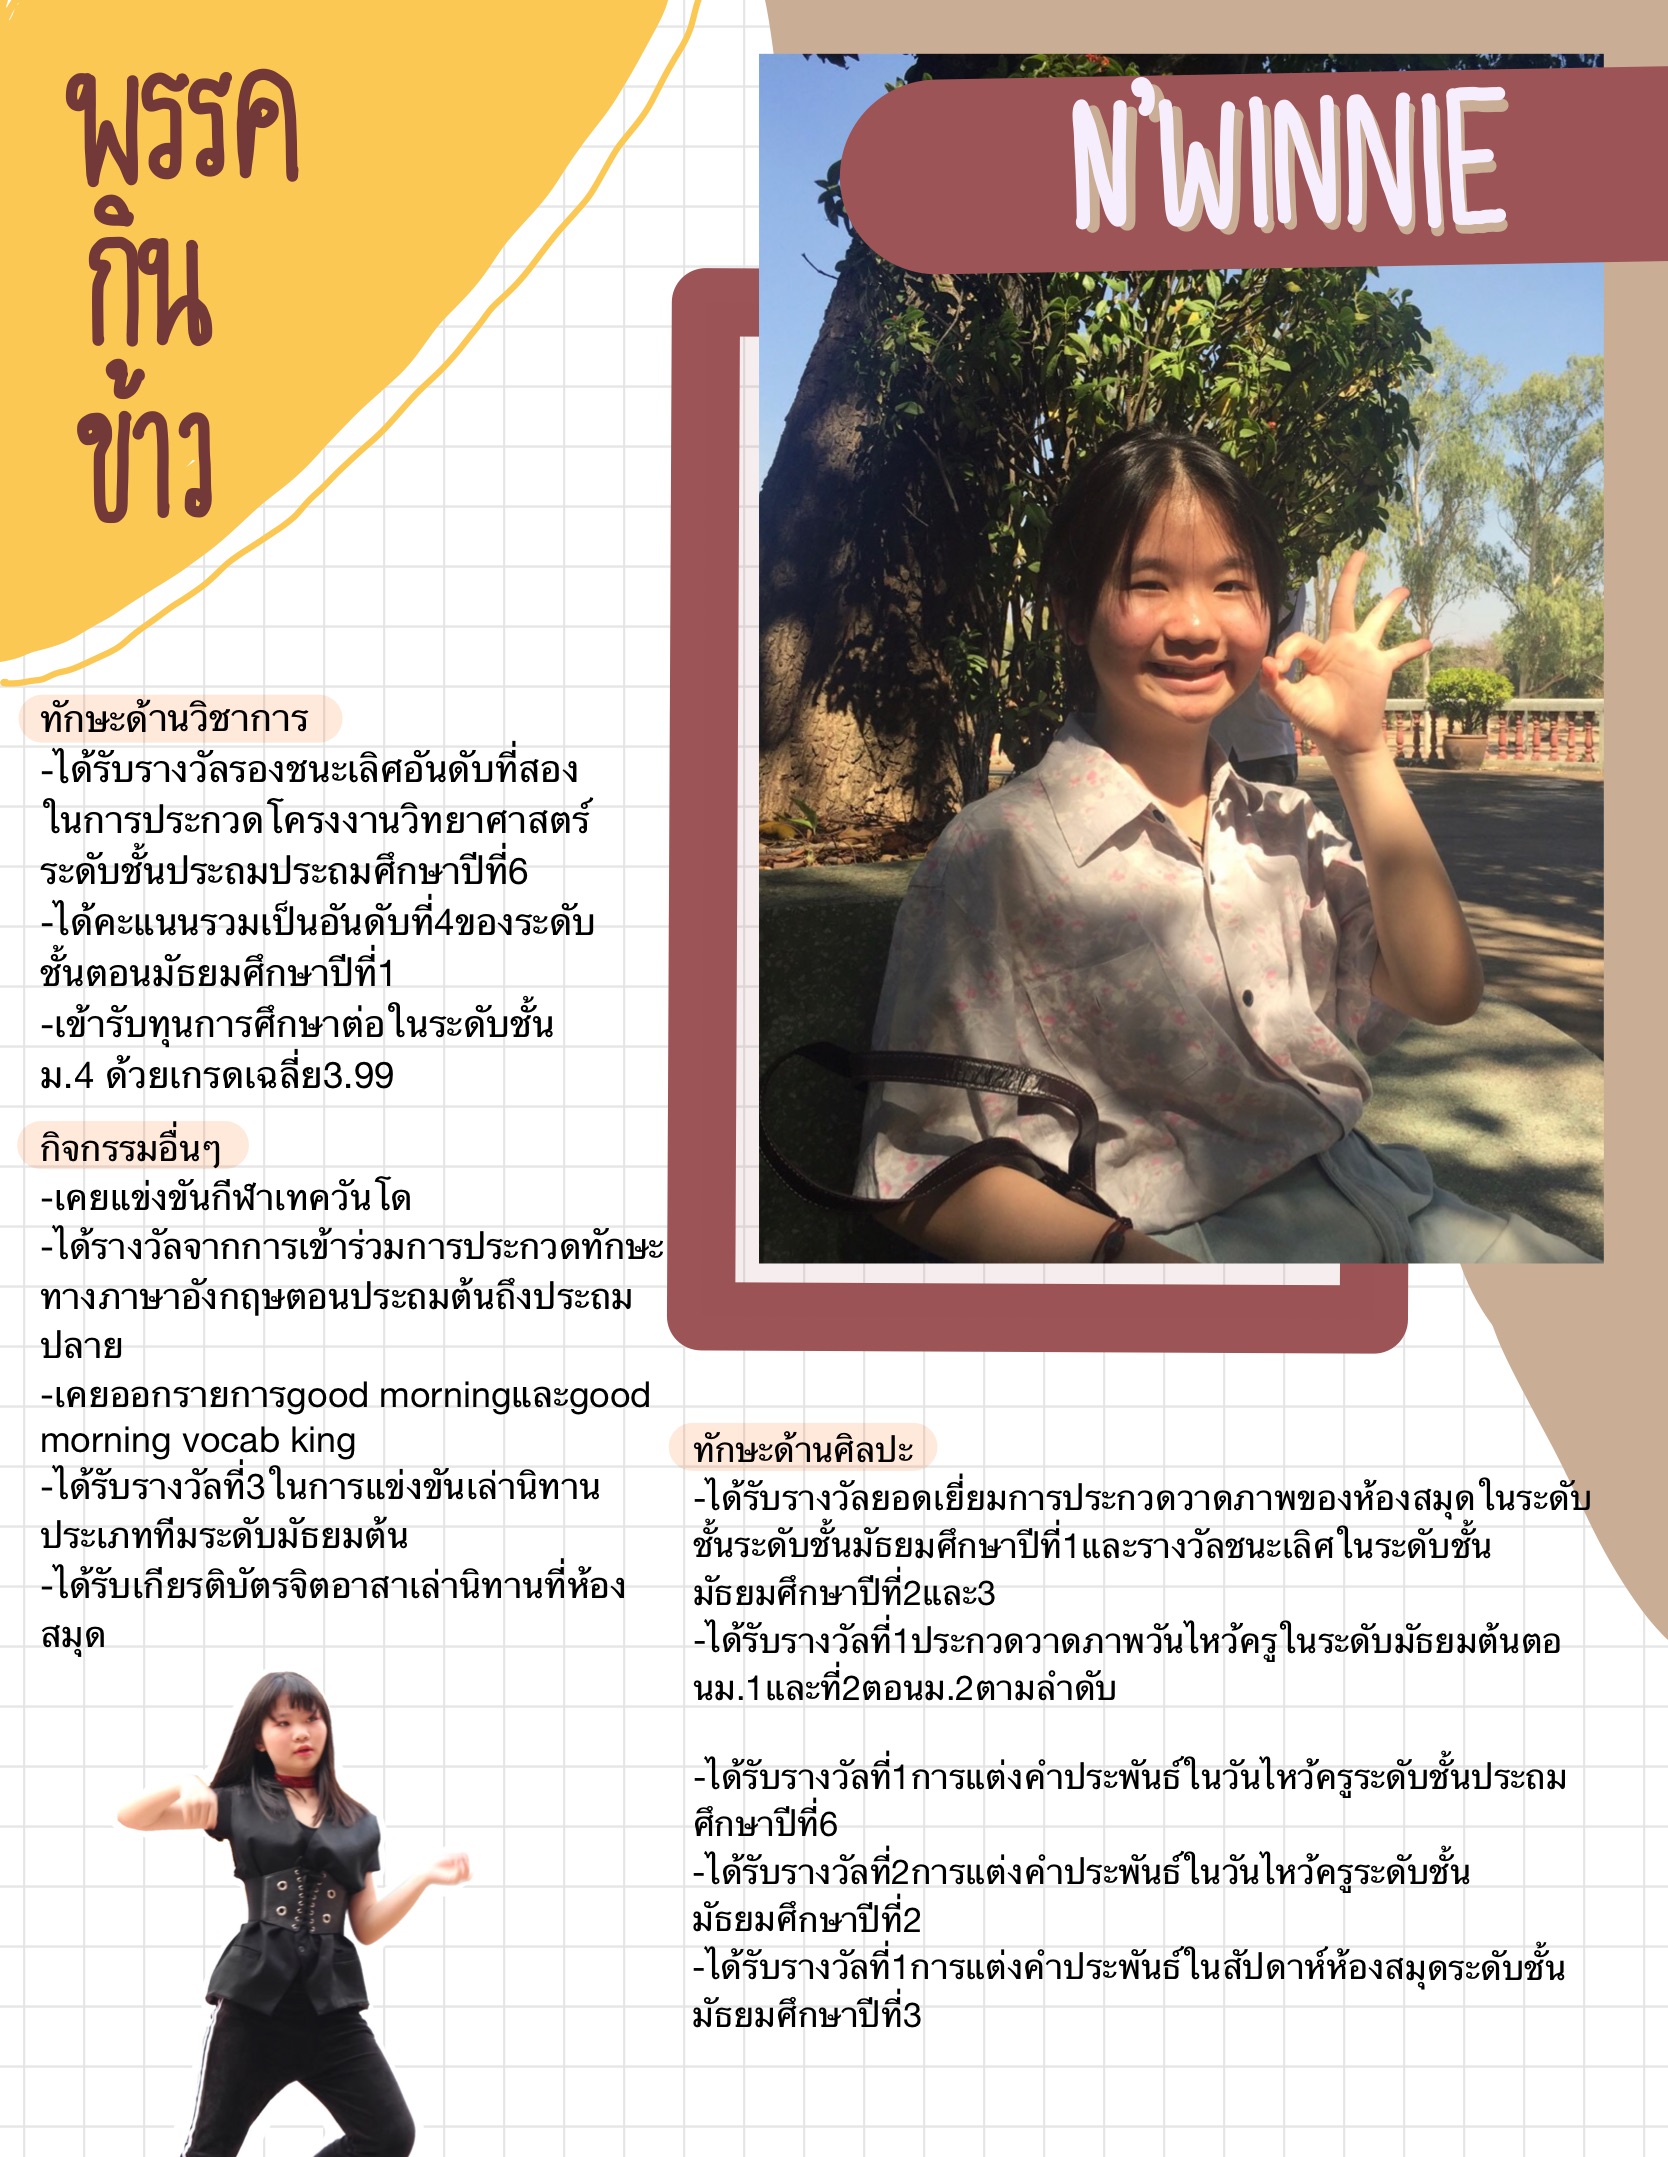 พรรค
กิน
ข้าว
N'WINNIE
ทักษะด้านวิชาการ
-ได้รับรางวัลรองชนะเลิศอันดับที่สอง
ในการประกวดโครงงานวิทยาศาสตร์
ระดับชั้นประถมประถมศึกษาปีที่6
-ได้คะแนนรวมเป็นอันดับที่4ของระดับ
ชั้นตอนมัธยมศึกษาปีที่1
-เข้ารับทุนการศึกษาต่อในระดับชั้น
ม.4 ด้วยเกรดเฉลี่ย3.99
กิจกรรมอื่นๆ
-เคยแข่งขันกีฬาเทควันโด
-ได้รางวัลจากการเข้าร่วมการประกวดทักษะ
ทางภาษาอังกฤษตอนประถมต้นถึงประถม
ปลาย
-เคยออกรายการgood morningและgood
morning vocab king
-ได้รับรางวัลที่3ในการแข่งขันเล่านิทาน
ประเภททีมระดับมัธยมต้น
-ได้รับเกียรติบัตรจิตอาสาเล่านิทานที่ห้อง
สมุด
ทักษะด้านศิลปะ
-ได้รับรางวัลยอดเยี่ยมการประกวดวาดภาพของห้องสมุดในระดับ
ชั้นระดับชั้นมัธยมศึกษาปีที่1และรางวัลชนะเลิศในระดับชั้น
มัธยมศึกษาปีที่2และ3
-ได้รับรางวัลที่1ประกวดวาดภาพวันไหว้ครูในระดับมัธยมต้นตอ
นม.1และที่2ตอนม.2ตามลำดับ
-ได้รับรางวัลที่1การแต่งคำประพันธ์ในวันไหว้ครูระดับชั้นประถม
ศึกษาปีที่6
-ได้รับรางวัลที่2การแต่งคำประพันธ์ในวันไหว้ครูระดับชั้น
มัธยมศึกษาปีที่2
-ได้รับรางวัลที่1การแต่งคำประพันธ์ในสัปดาห์ห้องสมุดระดับชั้น
มัธยมศึกษาปีที่3